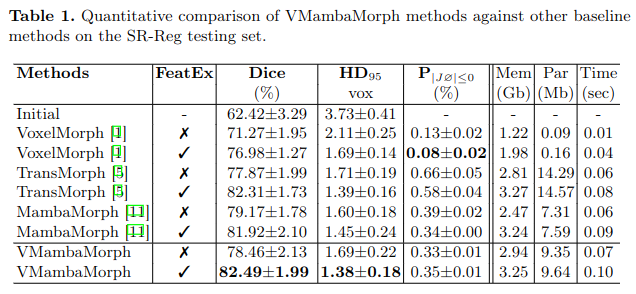 Table 1. Quantitative comparison of VMambaMorph methods against other baseline
methods on the SR-Reg testing set.
Methods FeatEx Dice HD95 P|J∅|≤0 Mem Par Time
(%) vox (%) (Gb) (Mb) (sec)
Initial - 62.42±3.29 3.73±0.41 - - - -
VoxelMorph [1] ✗ 71.27±1.95 2.11±0.25 0.13±0.02 1.22 0.09 0.01
VoxelMorph [1] ✓ 76.98±1.27 1.69±0.14 0.08±0.02 1.98 0.16 0.04
TransMorph [5] ✗ 77.87±1.99 1.71±0.19 0.66±0.05 2.81 14.29 0.06
TransMorph [5] ✓ 82.31±1.73 1.39±0.16 0.58±0.04 3.27 14.57 0.08
MambaMorph [11] ✗ 79.17±1.78 1.60±0.18 0.39±0.02 2.47 7.31 0.06
MambaMorph [11] ✓ 81.92±2.10 1.45±0.24 0.34±0.00 3.24 7.59 0.09
VMambaMorph ✗ 78.46±2.13 1.69±0.22 0.33±0.01 2.94 9.35 0.07
VMambaMorph ✓ 82.49±1.99 1.38±0.18 0.35±0.01 3.25 9.64 0.10